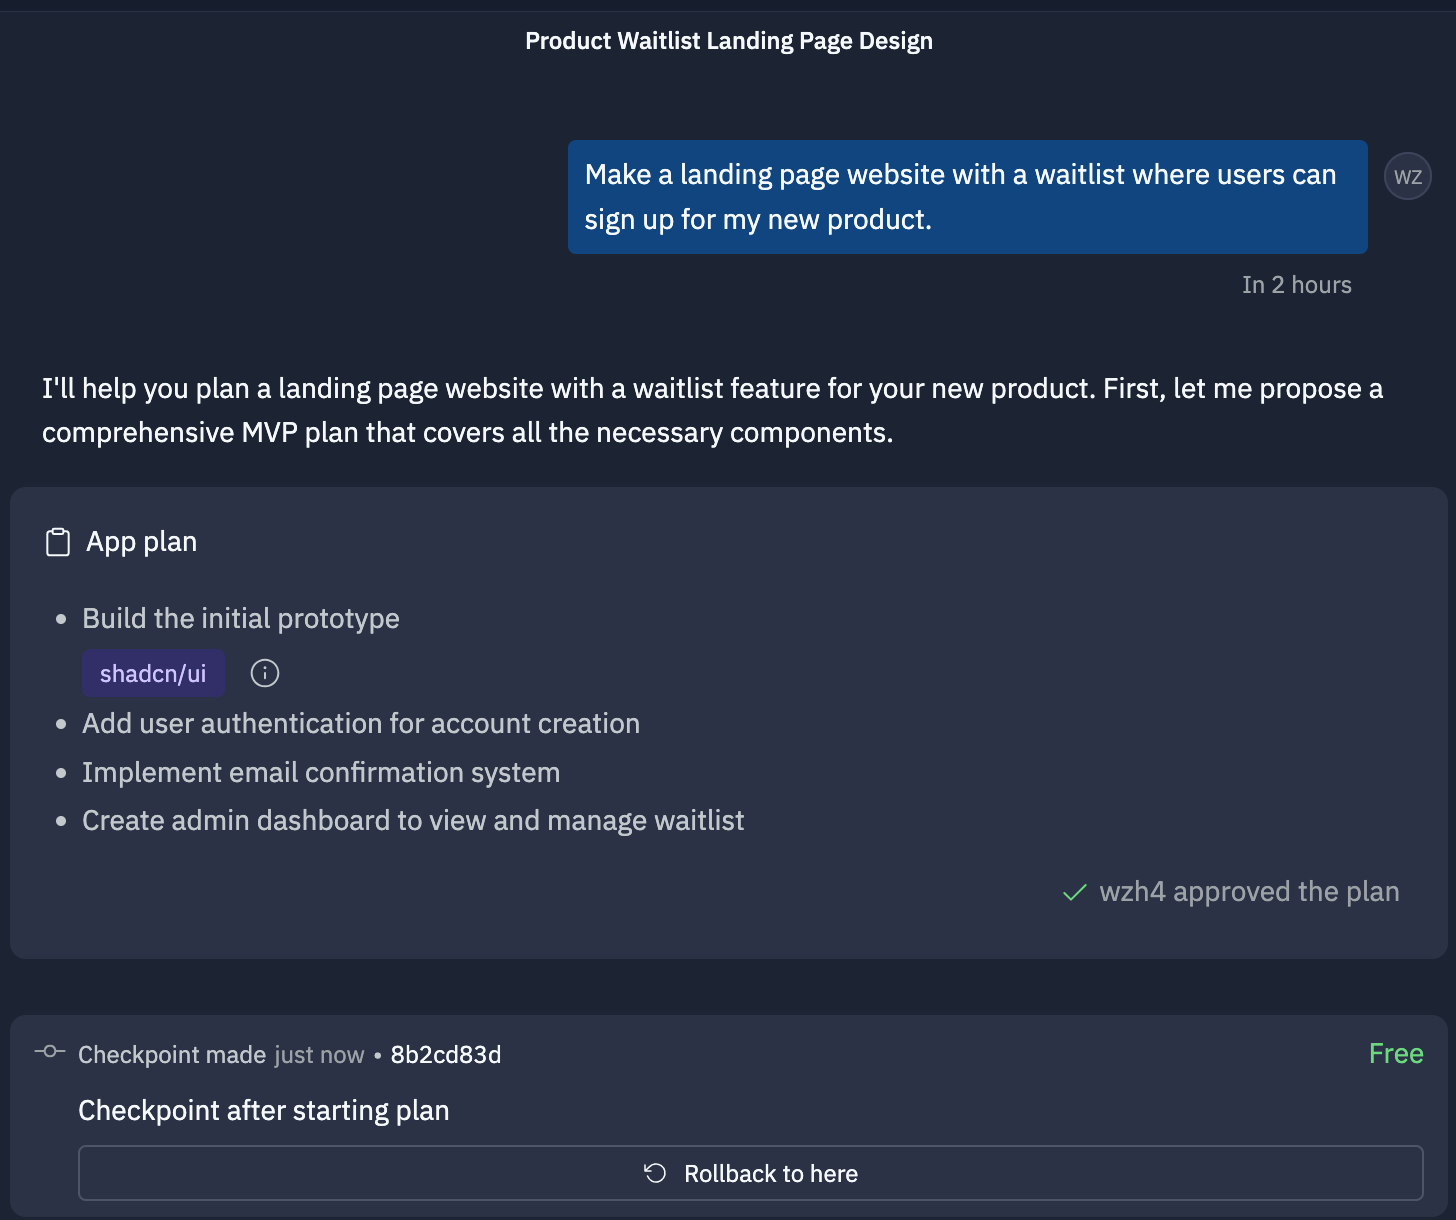 Product Waitlist Landing Page Design
Make a landing page website with a waitlist where users can
sign up for my new product.
WZ
In 2 hours
I'll help you plan a landing page website with a waitlist feature for your new product. First, let me propose a
comprehensive MVP plan that covers all the necessary components.
App plan
• Build the initial prototype
shadcn/ui
• Add user authentication for account creation
• Implement email confirmation system
• Create admin dashboard to view and manage waitlist
wzh4 approved the plan
Checkpoint made just now • 8b2cd83d
Free
Checkpoint after starting plan
Rollback to here